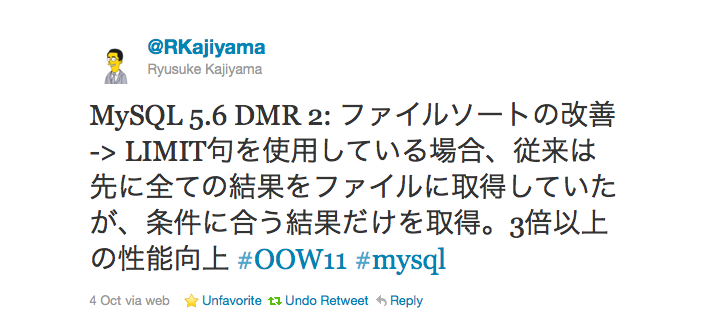 @RKajiyama
Ryusuke Kajiyama
MySQL 5.6 DMR 2: ファイルソートの改善
-> LIMIT句を使用している場合、従来は
先に全ての結果をファイルに取得していた
が、条件に合う結果だけを取得。3倍以上
の性能向上 #OOW11 #mysql
4 Oct via web Unfavorite Undo Retweet Reply